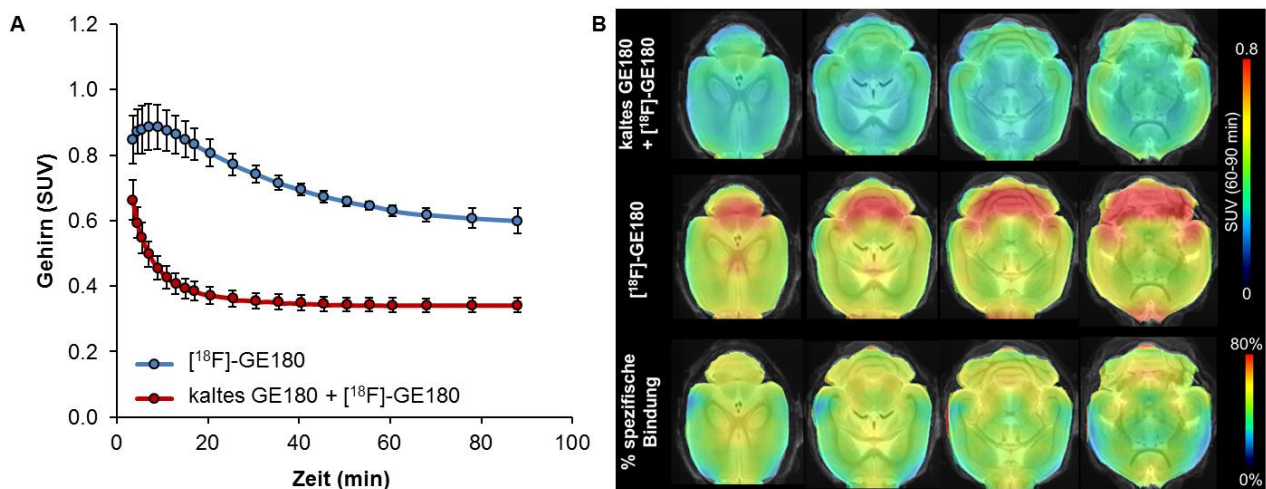 A
1.2
1.0
0.8
0.6
0.4
0.2
0.0
Gehirn (SUV)
0 20 40 60 80 100
Zeit (min)
[¹⁸F]-GE180
kaltes GE180 + [¹⁸F]-GE180
B
kaltes GE180
+ [¹⁸F]-GE180
[¹⁸F]-GE180
% spezifische
Bindung
0.8
SUV (60-90 min)
0
80%
0%